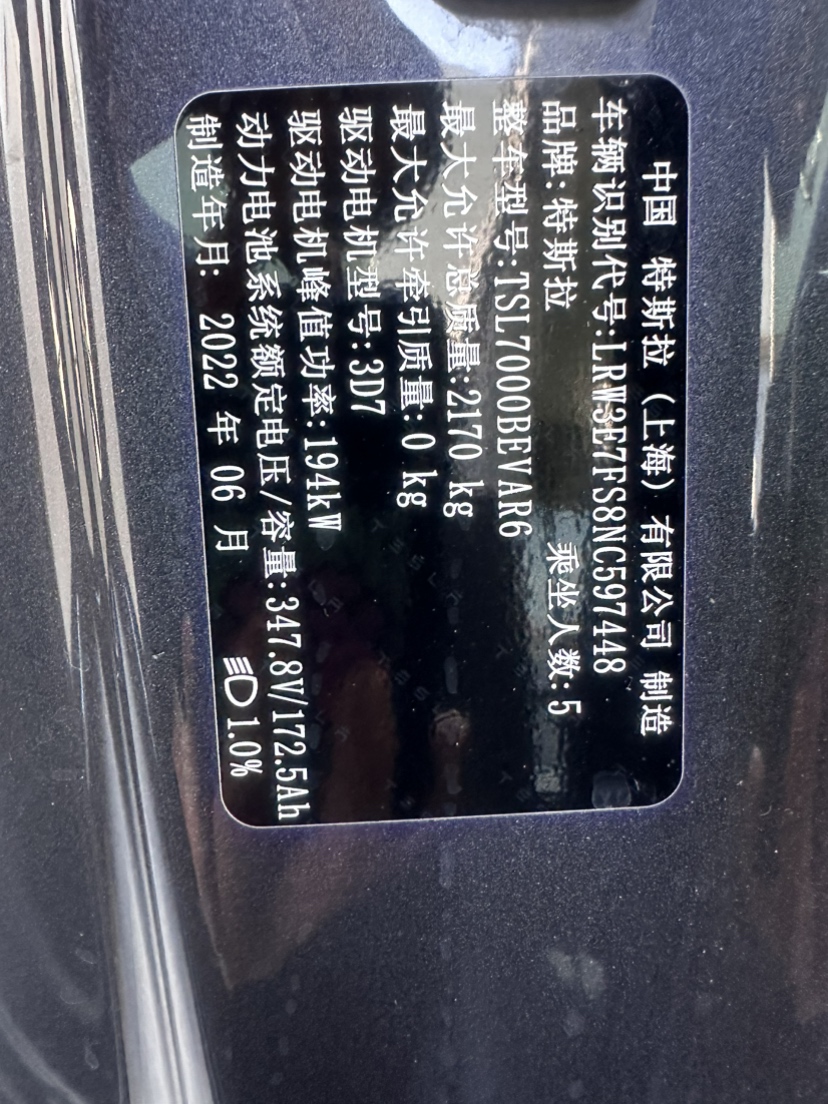 中国 特斯拉（上海）有限公司 制造
车辆识别代号:LRW3E7FS8NC597448
品牌:特斯拉 乘坐人数:5
整车型号:TSL7000BEVAR6
最大允许总质量:2170 kg
最大允许牵引质量:0 kg
驱动电机型号:3D7
驱动电机峰值功率:194kW
动力电池系统额定电压/容量:347.8V/172.5Ah
制造年月: 2022 年 06 月 1.0%